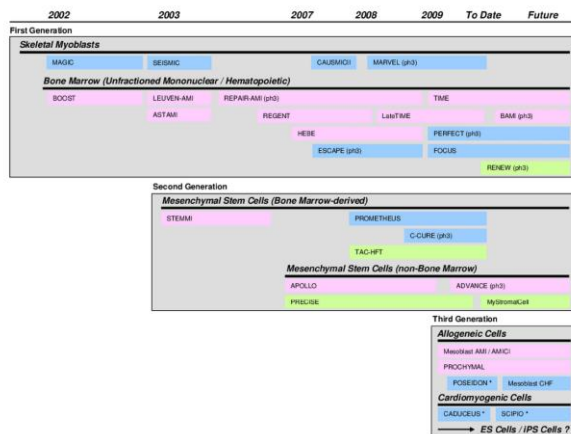 2002 2003 2007 2008 2009 To Date Future
First Generation
Skeletal Myoblasts
MAGIC SEISMIC CAUSMICII MARVEL (ph3)
Bone Marrow (Unfractioned Mononuclear / Hematopoietic)
BOOST LEUVEN-AMI REPAIR-AMI (ph3) TIME
ASTAMI REGENT LateTIME BAMI (ph3)
HEBE PERFECT (ph3)
ESCAPE (ph3) FOCUS
RENEW (ph3)
Second Generation
Mesenchymal Stem Cells (Bone Marrow-derived)
STEMMI PROMETHEUS
C-CURE (ph3)
TAC-HFT
Mesenchymal Stem Cells (non-Bone Marrow)
APOLLO ADVANCE (ph3)
PRECISE MyStromalCell
Third Generation
Allogeneic Cells
Mesoblast AMI / AMICI
PROCHYMAL
POSEIDON * Mesoblast CHF
Cardiomyogenic Cells
CADUCEUS * SCIPIO *
ES Cells / iPS Cells ?